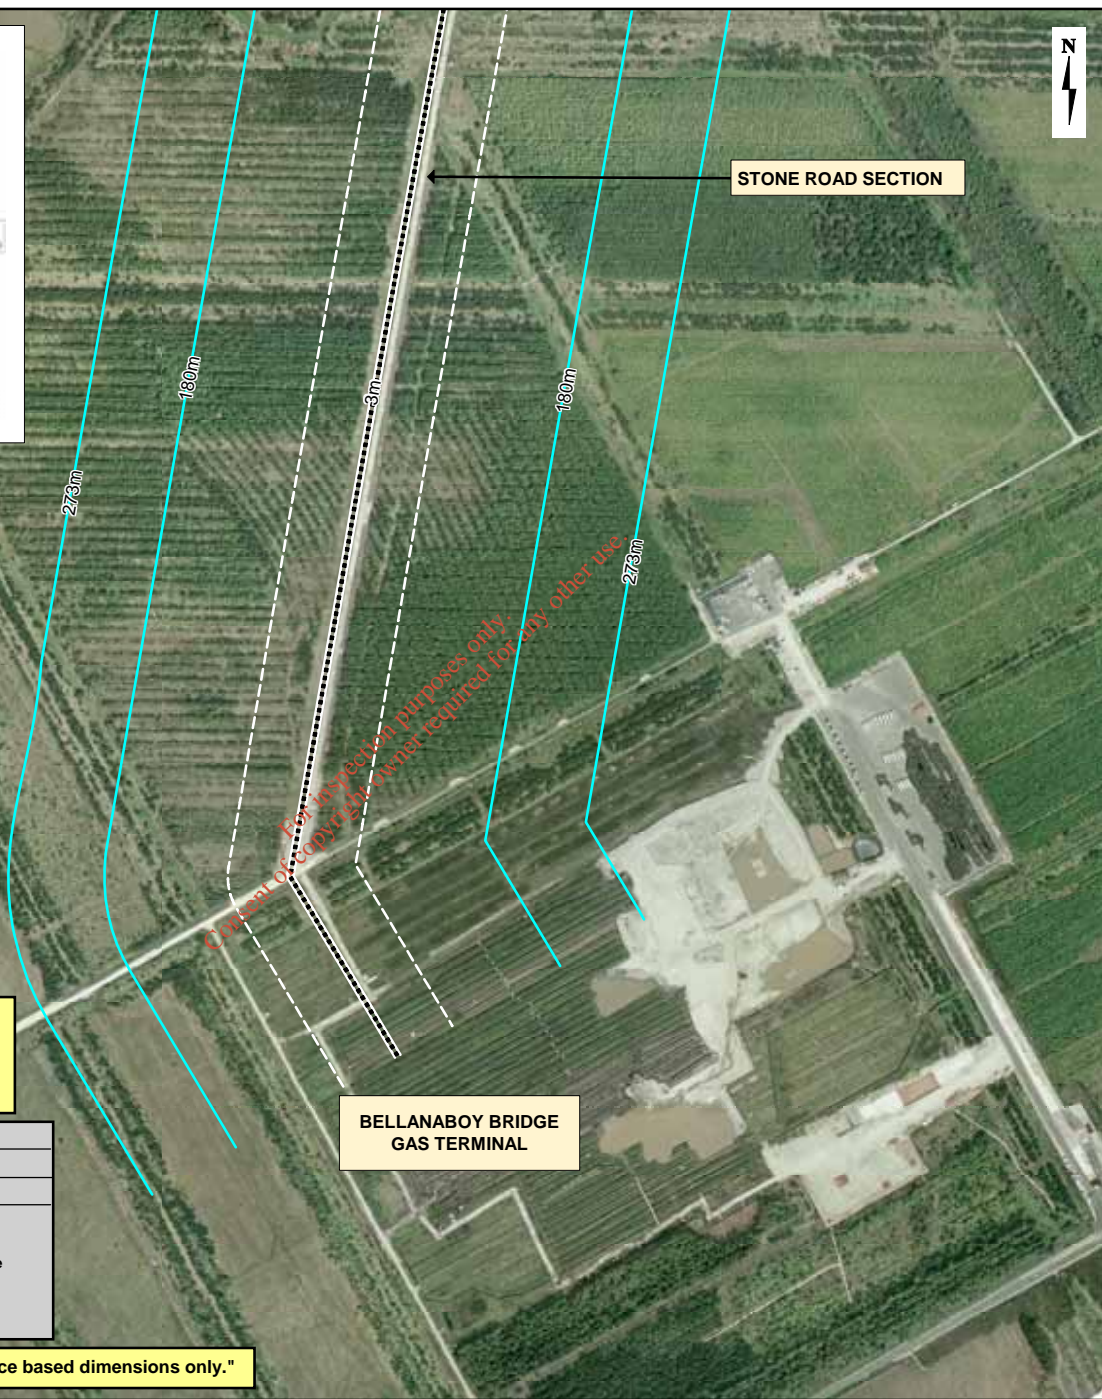 N
STONE ROAD SECTION
180m
3m
180m
273m
273m
For inspection purposes only.
Consent of copyright owner required for any other use.
BELLANABOY BRIDGE
GAS TERMINAL
based dimensions only."